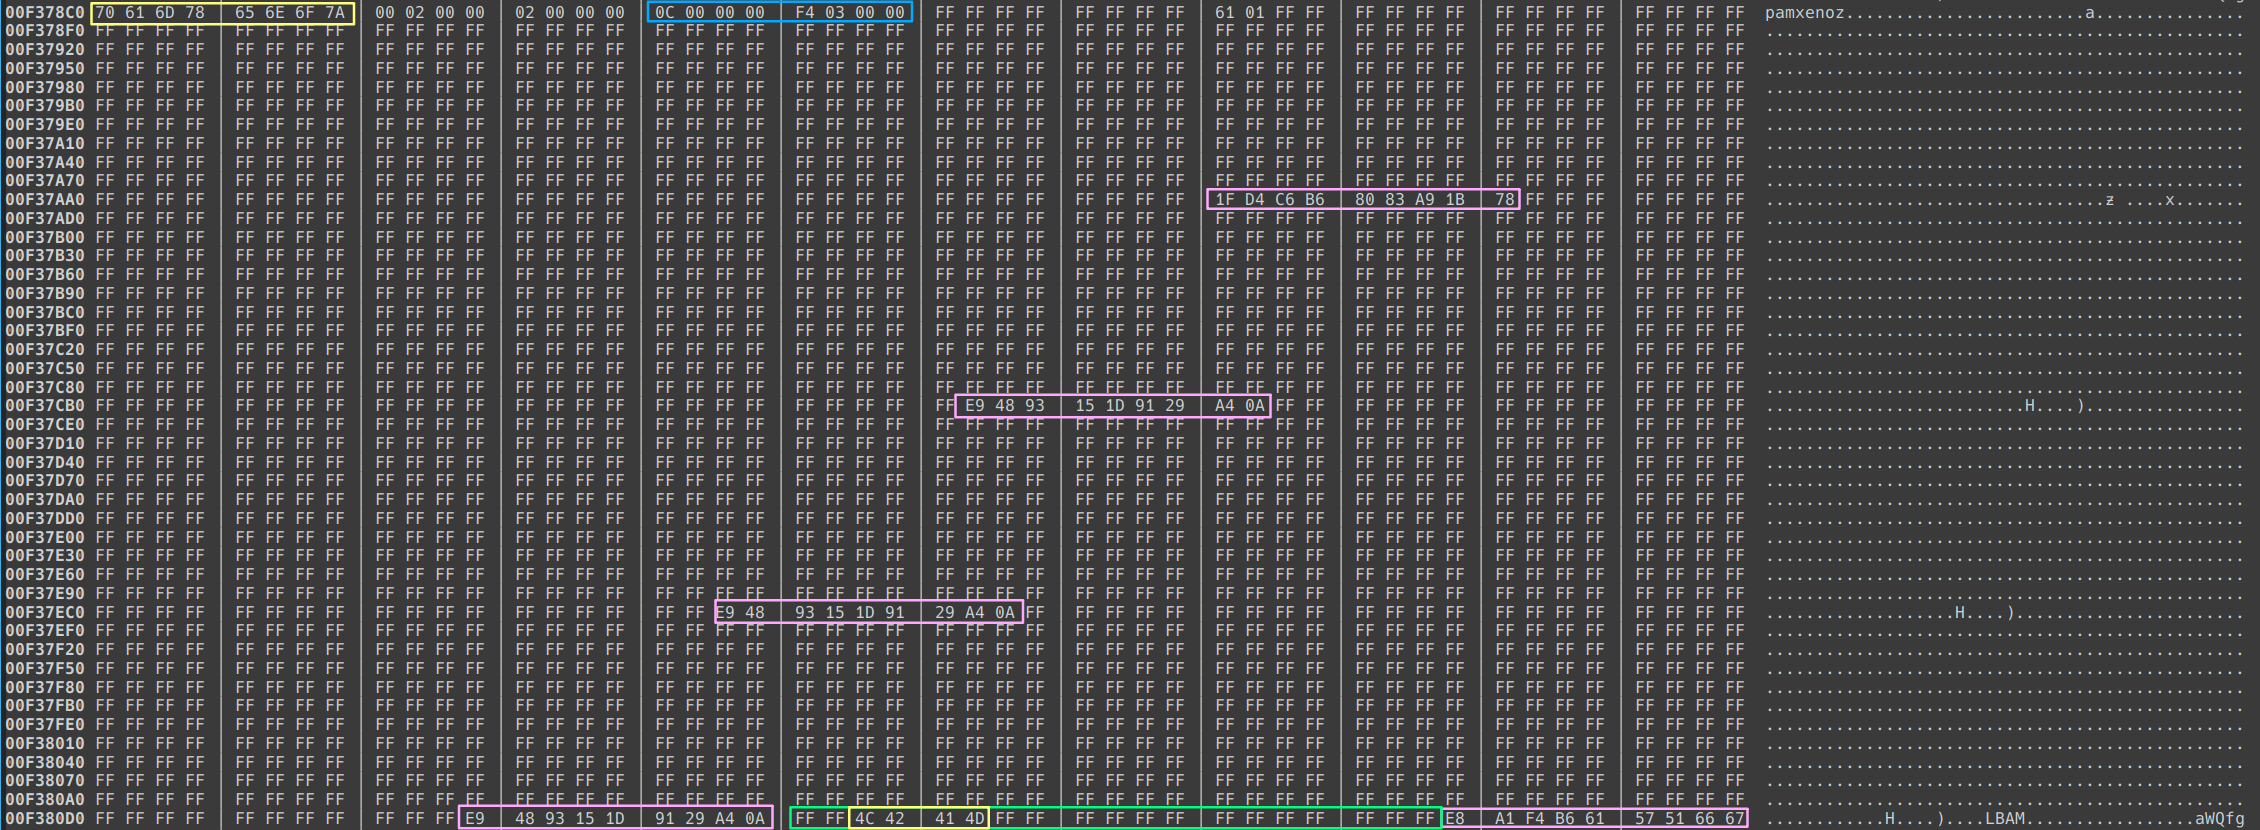 00F378C0 70 61 6D 78 65 6E 6F 7A 00 02 00 00 02 00 00 00 0C 00 00 00 F4 03 00 00 FF FF FF FF FF FF FF FF 61 01 FF FF FF FF FF FF FF FF FF FF FF FF FF FF pamxenoz........................a...............
00F378F0 FF FF FF FF FF FF FF FF FF FF FF FF FF FF FF FF FF FF FF FF FF FF FF FF FF FF FF FF FF FF FF FF FF FF FF FF FF FF FF FF FF FF FF FF FF FF FF FF ................................................
00F37920 FF FF FF FF FF FF FF FF FF FF FF FF FF FF FF FF FF FF FF FF FF FF FF FF FF FF FF FF FF FF FF FF FF FF FF FF FF FF FF FF FF FF FF FF FF FF FF FF ................................................
00F37950 FF FF FF FF FF FF FF FF FF FF FF FF FF FF FF FF FF FF FF FF FF FF FF FF FF FF FF FF FF FF FF FF FF FF FF FF FF FF FF FF FF FF FF FF FF FF FF FF ................................................
00F37980 FF FF FF FF FF FF FF FF FF FF FF FF FF FF FF FF FF FF FF FF FF FF FF FF FF FF FF FF FF FF FF FF FF FF FF FF FF FF FF FF FF FF FF FF FF FF FF FF ................................................
00F379B0 FF FF FF FF FF FF FF FF FF FF FF FF FF FF FF FF FF FF FF FF FF FF FF FF FF FF FF FF FF FF FF FF FF FF FF FF FF FF FF FF FF FF FF FF FF FF FF FF ................................................
00F379E0 FF FF FF FF FF FF FF FF FF FF FF FF FF FF FF FF FF FF FF FF FF FF FF FF FF FF FF FF FF FF FF FF FF FF FF FF FF FF FF FF FF FF FF FF FF FF FF FF ................................................
00F37A10 FF FF FF FF FF FF FF FF FF FF FF FF FF FF FF FF FF FF FF FF FF FF FF FF FF FF FF FF FF FF FF FF FF FF FF FF FF FF FF FF FF FF FF FF FF FF FF FF ................................................
00F37A40 FF FF FF FF FF FF FF FF FF FF FF FF FF FF FF FF FF FF FF FF FF FF FF FF FF FF FF FF FF FF FF FF FF FF FF FF FF FF FF FF FF FF FF FF FF FF FF FF ................................................
00F37A70 FF FF FF FF FF FF FF FF FF FF FF FF FF FF FF FF FF FF FF FF FF FF FF FF FF FF FF FF FF FF FF FF FF FF FF FF FF FF FF FF FF FF FF FF FF FF FF FF ................................................
00F37AA0 FF FF FF FF FF FF FF FF FF FF FF FF FF FF FF FF FF FF FF FF FF FF FF FF FF FF FF FF FF FF FF FF 1F D4 C6 B6 80 83 A9 1B 78 FF FF FF FF FF FF FF ..................................ƶ    .x.......
00F37AD0 FF FF FF FF FF FF FF FF FF FF FF FF FF FF FF FF FF FF FF FF FF FF FF FF FF FF FF FF FF FF FF FF FF FF FF FF FF FF FF FF FF FF FF FF FF FF FF FF ................................................
00F37B00 FF FF FF FF FF FF FF FF FF FF FF FF FF FF FF FF FF FF FF FF FF FF FF FF FF FF FF FF FF FF FF FF FF FF FF FF FF FF FF FF FF FF FF FF FF FF FF FF ................................................
00F37B30 FF FF FF FF FF FF FF FF FF FF FF FF FF FF FF FF FF FF FF FF FF FF FF FF FF FF FF FF FF FF FF FF FF FF FF FF FF FF FF FF FF FF FF FF FF FF FF FF ................................................
00F37B60 FF FF FF FF FF FF FF FF FF FF FF FF FF FF FF FF FF FF FF FF FF FF FF FF FF FF FF FF FF FF FF FF FF FF FF FF FF FF FF FF FF FF FF FF FF FF FF FF ................................................
00F37B90 FF FF FF FF FF FF FF FF FF FF FF FF FF FF FF FF FF FF FF FF FF FF FF FF FF FF FF FF FF FF FF FF FF FF FF FF FF FF FF FF FF FF FF FF FF FF FF FF ................................................
00F37BC0 FF FF FF FF FF FF FF FF FF FF FF FF FF FF FF FF FF FF FF FF FF FF FF FF FF FF FF FF FF FF FF FF FF FF FF FF FF FF FF FF FF FF FF FF FF FF FF FF ................................................
00F37BF0 FF FF FF FF FF FF FF FF FF FF FF FF FF FF FF FF FF FF FF FF FF FF FF FF FF FF FF FF FF FF FF FF FF FF FF FF FF FF FF FF FF FF FF FF FF FF FF FF ................................................
00F37C20 FF FF FF FF FF FF FF FF FF FF FF FF FF FF FF FF FF FF FF FF FF FF FF FF FF FF FF FF FF FF FF FF FF FF FF FF FF FF FF FF FF FF FF FF FF FF FF FF ................................................
00F37C50 FF FF FF FF FF FF FF FF FF FF FF FF FF FF FF FF FF FF FF FF FF FF FF FF FF FF FF FF FF FF FF FF FF FF FF FF FF FF FF FF FF FF FF FF FF FF FF FF ................................................
00F37C80 FF FF FF FF FF FF FF FF FF FF FF FF FF FF FF FF FF FF FF FF FF FF FF FF FF FF FF FF FF FF FF FF FF FF FF FF FF FF FF FF FF FF FF FF FF FF FF FF ................................................
00F37CB0 FF FF FF FF FF FF FF FF FF FF FF FF FF FF FF FF FF FF FF FF FF FF FF FF FF E9 48 93 15 1D 91 29 A4 0A FF FF FF FF FF FF FF FF FF FF FF FF FF FF ..........................H....)................
00F37CE0 FF FF FF FF FF FF FF FF FF FF FF FF FF FF FF FF FF FF FF FF FF FF FF FF FF FF FF FF FF FF FF FF FF FF FF FF FF FF FF FF FF FF FF FF FF FF FF FF ................................................
00F37D10 FF FF FF FF FF FF FF FF FF FF FF FF FF FF FF FF FF FF FF FF FF FF FF FF FF FF FF FF FF FF FF FF FF FF FF FF FF FF FF FF FF FF FF FF FF FF FF FF ................................................
00F37D40 FF FF FF FF FF FF FF FF FF FF FF FF FF FF FF FF FF FF FF FF FF FF FF FF FF FF FF FF FF FF FF FF FF FF FF FF FF FF FF FF FF FF FF FF FF FF FF FF ................................................
00F37D70 FF FF FF FF FF FF FF FF FF FF FF FF FF FF FF FF FF FF FF FF FF FF FF FF FF FF FF FF FF FF FF FF FF FF FF FF FF FF FF FF FF FF FF FF FF FF FF FF ................................................
00F37DA0 FF FF FF FF FF FF FF FF FF FF FF FF FF FF FF FF FF FF FF FF FF FF FF FF FF FF FF FF FF FF FF FF FF FF FF FF FF FF FF FF FF FF FF FF FF FF FF FF ................................................
00F37DD0 FF FF FF FF FF FF FF FF FF FF FF FF FF FF FF FF FF FF FF FF FF FF FF FF FF FF FF FF FF FF FF FF FF FF FF FF FF FF FF FF FF FF FF FF FF FF FF FF ................................................
00F37E00 FF FF FF FF FF FF FF FF FF FF FF FF FF FF FF FF FF FF FF FF FF FF FF FF FF FF FF FF FF FF FF FF FF FF FF FF FF FF FF FF FF FF FF FF FF FF FF FF ................................................
00F37E30 FF FF FF FF FF FF FF FF FF FF FF FF FF FF FF FF FF FF FF FF FF FF FF FF FF FF FF FF FF FF FF FF FF FF FF FF FF FF FF FF FF FF FF FF FF FF FF FF ................................................
00F37E60 FF FF FF FF FF FF FF FF FF FF FF FF FF FF FF FF FF FF FF FF FF FF FF FF FF FF FF FF FF FF FF FF FF FF FF FF FF FF FF FF FF FF FF FF FF FF FF FF ................................................
00F37E90 FF FF FF FF FF FF FF FF FF FF FF FF FF FF FF FF FF FF FF FF FF FF FF FF FF FF FF FF FF FF FF FF FF FF FF FF FF FF FF FF FF FF FF FF FF FF FF FF ................................................
00F37EC0 FF FF FF FF FF FF FF FF FF FF FF FF FF FF FF FF FF FF E9 48 93 15 1D 91 29 A4 0A FF FF FF FF FF FF FF FF FF FF FF FF FF FF FF FF FF FF FF FF FF ...................H....).......................
00F37EF0 FF FF FF FF FF FF FF FF FF FF FF FF FF FF FF FF FF FF FF FF FF FF FF FF FF FF FF FF FF FF FF FF FF FF FF FF FF FF FF FF FF FF FF FF FF FF FF FF ................................................
00F37F20 FF FF FF FF FF FF FF FF FF FF FF FF FF FF FF FF FF FF FF FF FF FF FF FF FF FF FF FF FF FF FF FF FF FF FF FF FF FF FF FF FF FF FF FF FF FF FF FF ................................................
00F37F50 FF FF FF FF FF FF FF FF FF FF FF FF FF FF FF FF FF FF FF FF FF FF FF FF FF FF FF FF FF FF FF FF FF FF FF FF FF FF FF FF FF FF FF FF FF FF FF FF ................................................
00F37F80 FF FF FF FF FF FF FF FF FF FF FF FF FF FF FF FF FF FF FF FF FF FF FF FF FF FF FF FF FF FF FF FF FF FF FF FF FF FF FF FF FF FF FF FF FF FF FF FF ................................................
00F37FB0 FF FF FF FF FF FF FF FF FF FF FF FF FF FF FF FF FF FF FF FF FF FF FF FF FF FF FF FF FF FF FF FF FF FF FF FF FF FF FF FF FF FF FF FF FF FF FF FF ................................................
00F37FE0 FF FF FF FF FF FF FF FF FF FF FF FF FF FF FF FF FF FF FF FF FF FF FF FF FF FF FF FF FF FF FF FF FF FF FF FF FF FF FF FF FF FF FF FF FF FF FF FF ................................................
00F38010 FF FF FF FF FF FF FF FF FF FF FF FF FF FF FF FF FF FF FF FF FF FF FF FF FF FF FF FF FF FF FF FF FF FF FF FF FF FF FF FF FF FF FF FF FF FF FF FF ................................................
00F38040 FF FF FF FF FF FF FF FF FF FF FF FF FF FF FF FF FF FF FF FF FF FF FF FF FF FF FF FF FF FF FF FF FF FF FF FF FF FF FF FF FF FF FF FF FF FF FF FF ................................................
00F38070 FF FF FF FF FF FF FF FF FF FF FF FF FF FF FF FF FF FF FF FF FF FF FF FF FF FF FF FF FF FF FF FF FF FF FF FF FF FF FF FF FF FF FF FF FF FF FF FF ................................................
00F380A0 FF FF FF FF FF FF FF FF FF FF FF FF FF FF FF FF FF FF FF FF FF FF FF FF FF FF FF FF FF FF FF FF FF FF FF FF FF FF FF FF FF FF FF FF FF FF FF FF ................................................
00F380D0 FF FF FF FF FF FF FF FF FF FF FF E9 48 93 15 1D 91 29 A4 0A FF FF 4C 42 41 4D FF FF FF FF FF FF FF FF FF FF FF FF FF E8 A1 F4 B6 61 57 51 66 67 ............H....)....LBAM.................aWQfg